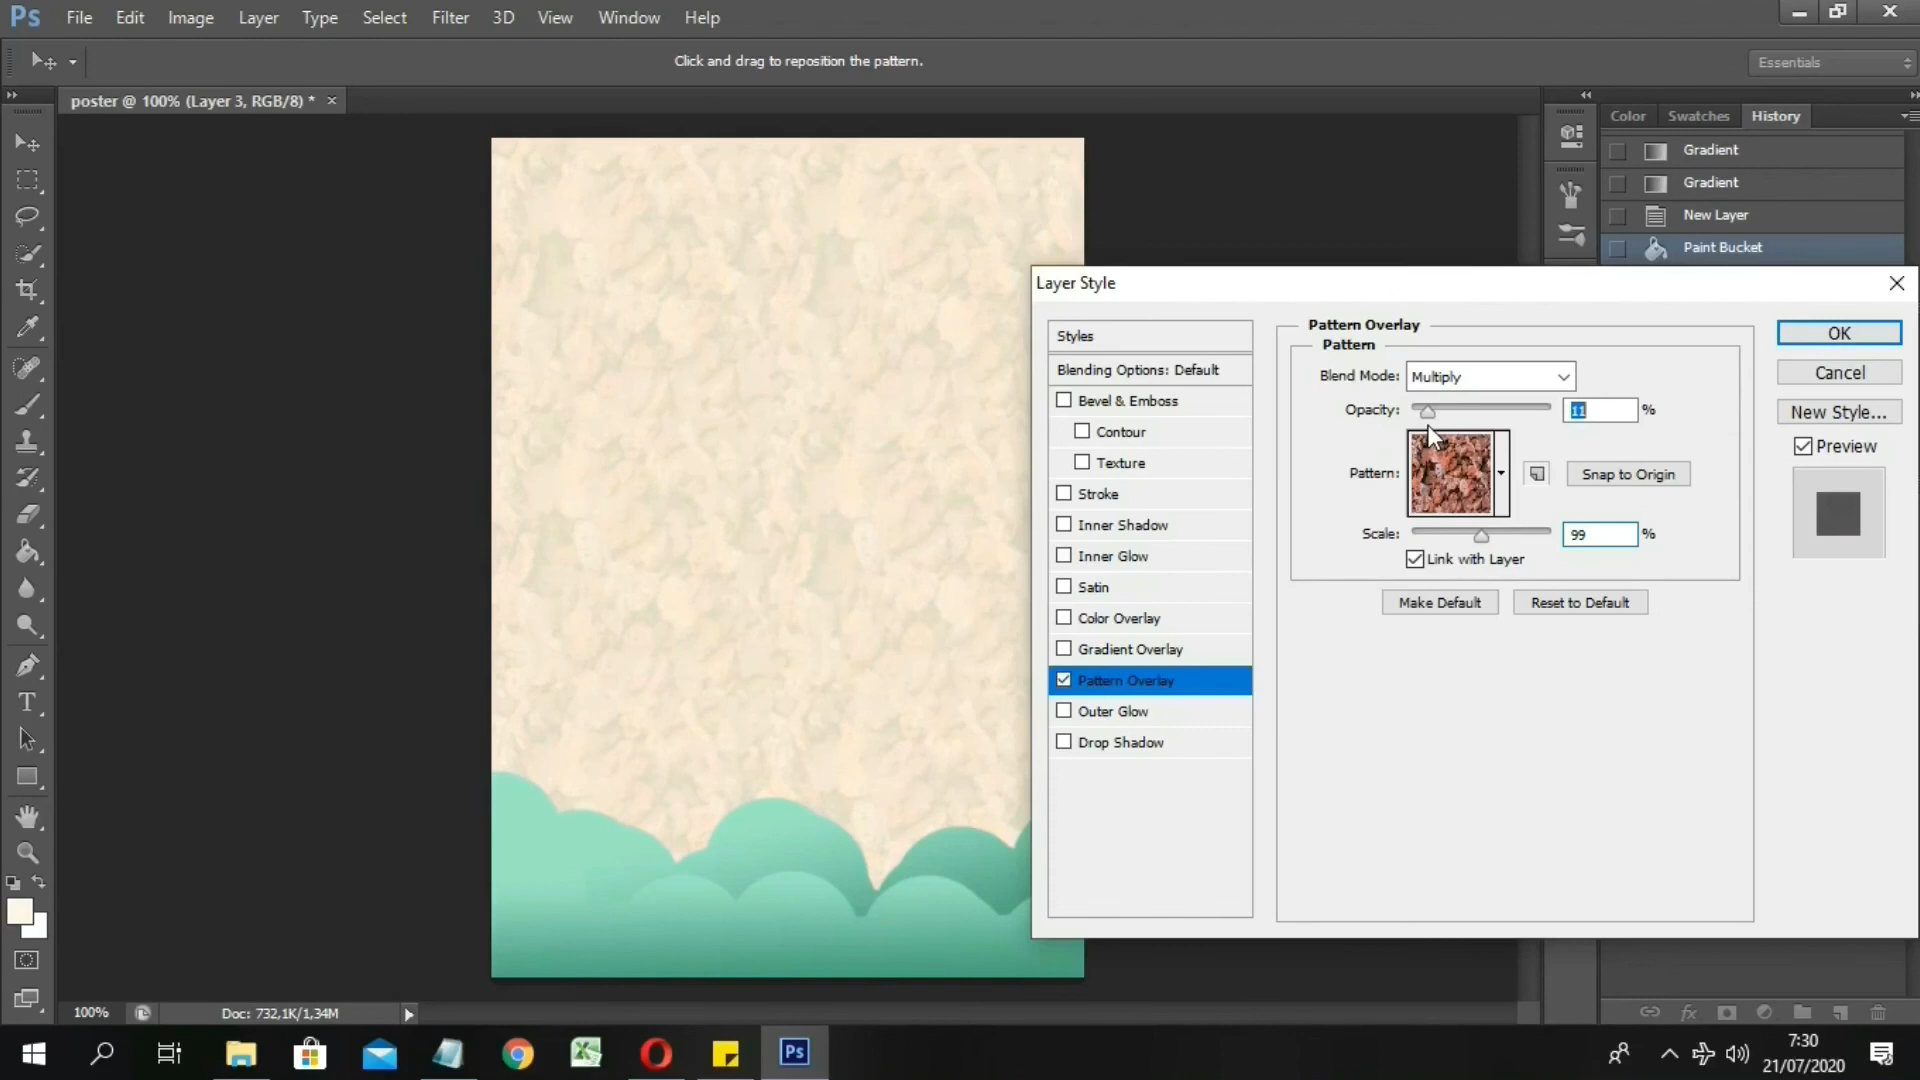 Ps File Edit Image Layer Type Select Filter 3D View Window Help
Click and drag to reposition the pattern.
Essentials
poster @ 100% (Layer 3, RGB/8) *
Color Swatches History
Gradient
Gradient
New Layer
Paint Bucket
Layer Style
Styles
Blending Options: Default
Bevel & Emboss
Contour
Texture
Stroke
Inner Shadow
Inner Glow
Satin
Color Overlay
Gradient Overlay
Pattern Overlay
Outer Glow
Drop Shadow
Pattern Overlay
Pattern
Blend Mode: Multiply
Opacity: 11 %
Pattern: Snap to Origin
Scale: 99 %
Link with Layer
Make Default Reset to Default
OK
Cancel
New Style...
Preview
100% Doc: 732,1K/1,34M
Ps
7:30
21/07/2020